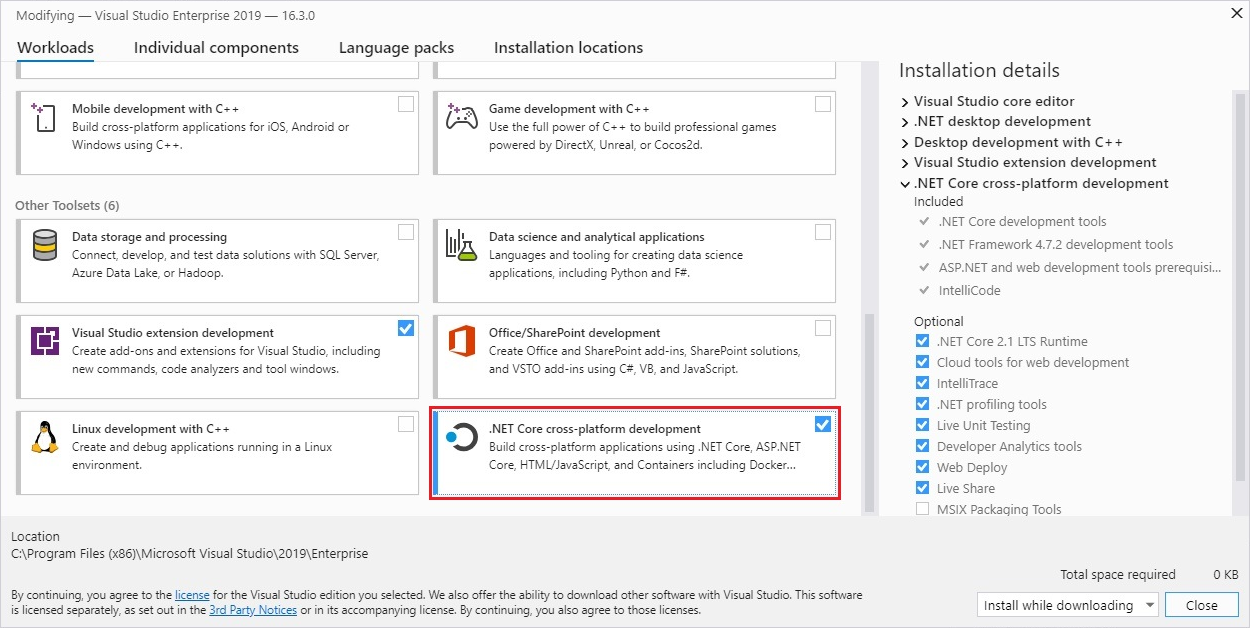 Modifying — Visual Studio Enterprise 2019 — 16.3.0
Workloads
Individual components
Language packs
Installation locations
Mobile development with C++
Build cross-platform applications for iOS, Android or
Windows using C++.
Game development with C++
Use the full power of C++ to build professional games
powered by DirectX, Unreal, or Cocos2d.
Other Toolsets (6)
Data storage and processing
Connect, develop, and test data solutions with SQL Server,
Azure Data Lake, or Hadoop.
Data science and analytical applications
Languages and tooling for creating data science
applications, including Python and F#.
Visual Studio extension development
Create add-ons and extensions for Visual Studio, including
new commands, code analyzers and tool windows.
Office/SharePoint development
Create Office and SharePoint add-ins, SharePoint solutions,
and VSTO add-ins using C#, VB, and JavaScript.
Linux development with C++
Create and debug applications running in a Linux
environment.
.NET Core cross-platform development
Build cross-platform applications using .NET Core, ASP.NET
Core, HTML/JavaScript, and Containers including Docker...
Installation details
Visual Studio core editor
.NET desktop development
Desktop development with C++
Visual Studio extension development
.NET Core cross-platform development
Included
.NET Core development tools
.NET Framework 4.7.2 development tools
ASP.NET and web development tools prerequisi...
IntelliCode
Optional
.NET Core 2.1 LTS Runtime
Cloud tools for web development
IntelliTrace
.NET profiling tools
Live Unit Testing
Developer Analytics tools
Web Deploy
Live Share
MSIX Packaging Tools
Location
C:\Program Files (x86)\Microsoft Visual Studio\2019\Enterprise
Total space required 0 KB
By continuing, you agree to the license for the Visual Studio edition you selected. We also offer the ability to download other software with Visual Studio. This software
is licensed separately, as set out in the 3rd Party Notices or in its accompanying license. By continuing, you also agree to those licenses.
Install while downloading
Close